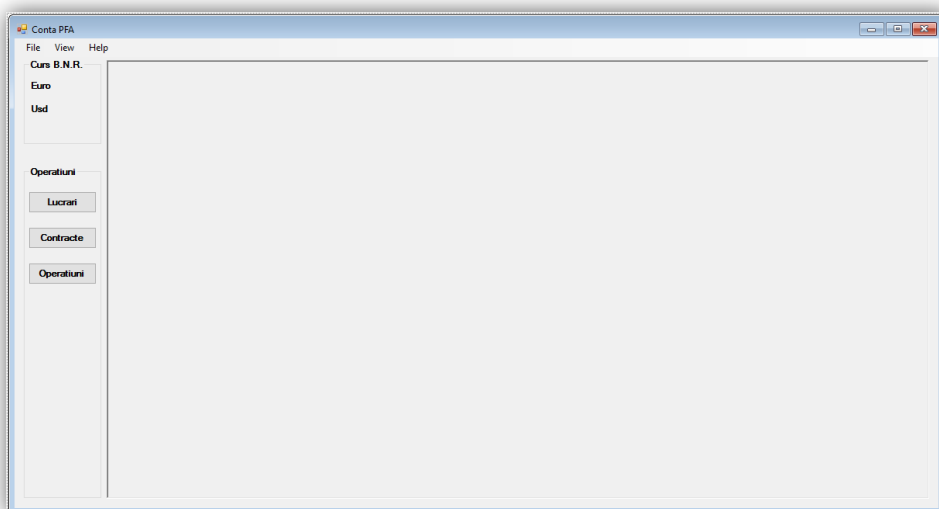 Conta PFA
File View Help
Curs B.N.R.
Euro
Usd
Operatiuni
Lucrari
Contracte
Operatiuni